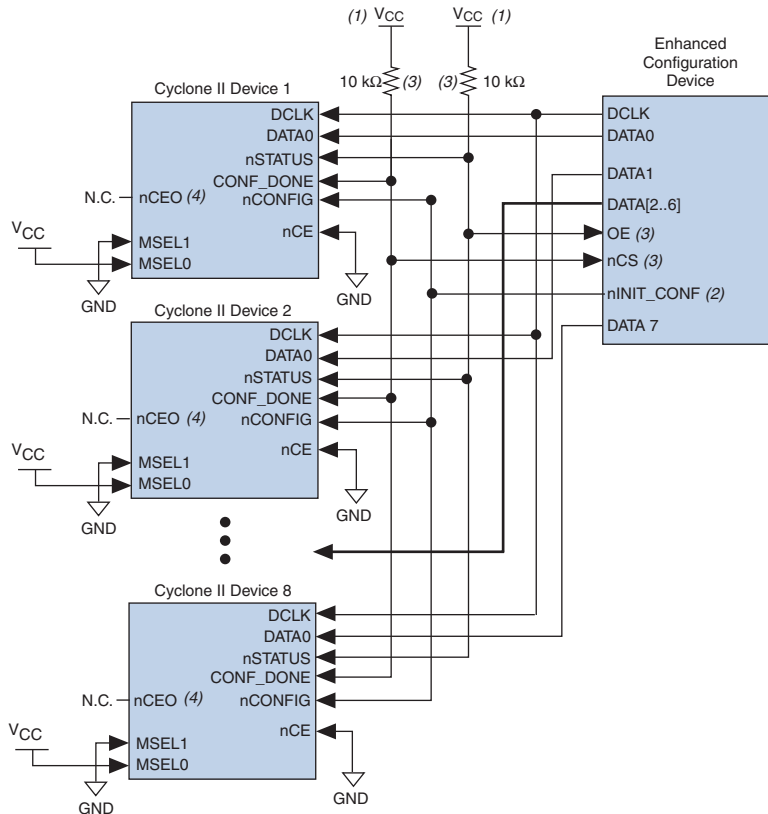 (1) VCC
VCC (1)
10 kΩ (3)
(3) 10 kΩ
Enhanced
Configuration
Device
DCLK
DATA0
DATA1
DATA[2..6]
OE (3)
nCS (3)
nINIT_CONF (2)
DATA 7
Cyclone II Device 1
DCLK
DATA0
nSTATUS
CONF_DONE
nCONFIG
N.C.
nCEO (4)
nCE
VCC
MSEL1
MSEL0
GND
GND
Cyclone II Device 2
DCLK
DATA0
nSTATUS
CONF_DONE
nCONFIG
N.C.
nCEO (4)
nCE
VCC
MSEL1
MSEL0
GND
GND
Cyclone II Device 8
DCLK
DATA0
nSTATUS
CONF_DONE
nCONFIG
N.C.
nCEO (4)
nCE
VCC
MSEL1
MSEL0
GND
GND